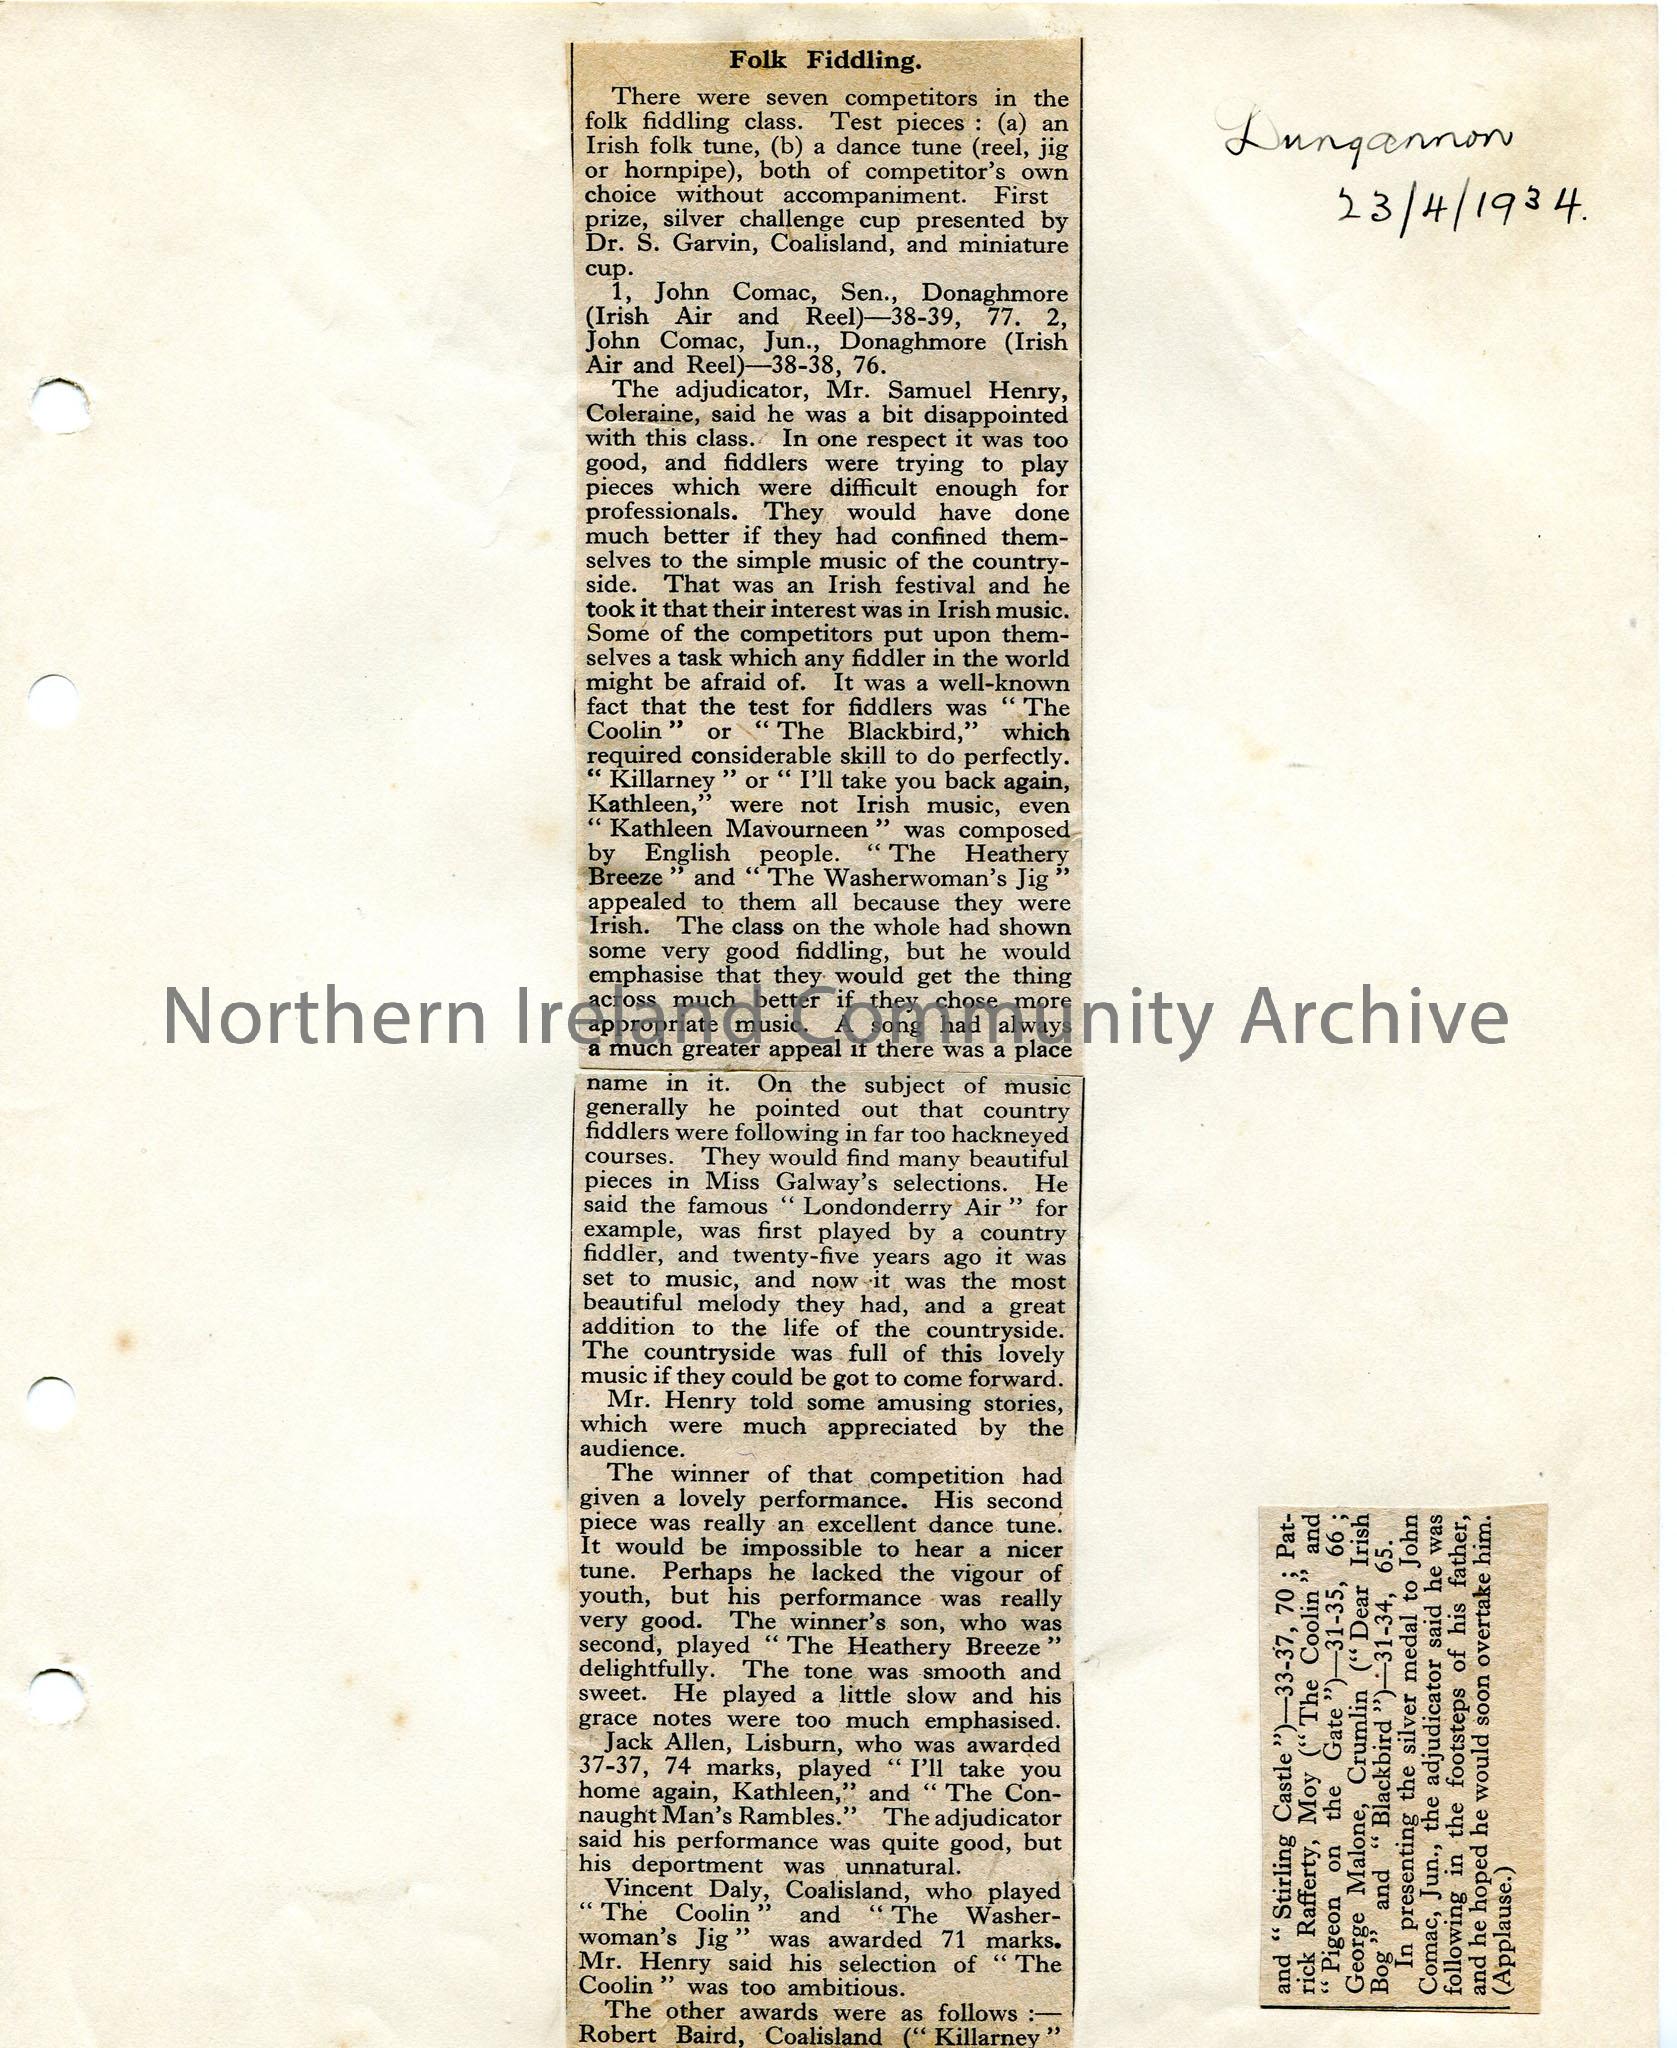 Folk Fiddling.
There were seven competitors in the
folk fiddling class. Test pieces : (a) an
Irish folk tune, (b) a dance tune (reel, jig
or hornpipe), both of competitor's own
choice without accompaniment. First
prize, silver challenge cup presented by
Dr. S. Garvin, Coalisland, and miniature
cup.
1, John Comac, Sen., Donaghmore
(Irish Air and Reel)—38-39, 77. 2,
John Comac, Jun., Donaghmore (Irish
Air and Reel)—38-38, 76.
The adjudicator, Mr. Samuel Henry,
Coleraine, said he was a bit disappointed
with this class. In one respect it was too
good, and fiddlers were trying to play
pieces which were difficult enough for
professionals. They would have done
much better if they had confined them-
selves to the simple music of the country-
side. That was an Irish festival and he
took it that their interest was in Irish music.
Some of the competitors put upon them-
selves a task which any fiddler in the world
might be afraid of. It was a well-known
fact that the test for fiddlers was " The
Coolin " or " The Blackbird," which
required considerable skill to do perfectly.
" Killarney " or " I'll take you back again,
Kathleen," were not Irish music, even
" Kathleen Mavourneen " was composed
by English people. " The Heathery
Breeze " and " The Washerwoman's Jig "
appealed to them all because they were
Irish. The class on the whole had shown
some very good fiddling, but he would
emphasise that they would get the thing
across much better if they chose more
appropriate music. A song had always
a much greater appeal if there was a place
name in it. On the subject of music
generally he pointed out that country
fiddlers were following in far too hackneyed
courses. They would find many beautiful
pieces in Miss Galway's selections. He
said the famous " Londonderry Air " for
example, was first played by a country
fiddler, and twenty-five years ago it was
set to music, and now it was the most
beautiful melody they had, and a great
addition to the life of the countryside.
The countryside was full of this lovely
music if they could be got to come forward.
Mr. Henry told some amusing stories,
which were much appreciated by the
audience.
The winner of that competition had
given a lovely performance. His second
piece was really an excellent dance tune.
It would be impossible to hear a nicer
tune. Perhaps he lacked the vigour of
youth, but his performance was really
very good. The winner's son, who was
second, played " The Heathery Breeze "
delightfully. The tone was smooth and
sweet. He played a little slow and his
grace notes were too much emphasised.
Jack Allen, Lisburn, who was awarded
37-37, 74 marks, played " I'll take you
home again, Kathleen," and " The Con-
naught Man's Rambles." The adjudicator
said his performance was quite good, but
his deportment was unnatural.
Vincent Daly, Coalisland, who played
" The Coolin " and " The Washer-
woman's Jig " was awarded 71 marks.
Mr. Henry said his selection of " The
Coolin " was too ambitious.
The other awards were as follows :—
Robert Baird, Coalisland (" Killarney "
and " Stirling Castle ")—33-37, 70 ; Pat-
rick Rafferty, Moy (" The Coolin " and
" Pigeon on the Gate ")—31-35, 66 ;
George Malone, Crumlin (" Dear Irish
Bog " and " Blackbird ")—31-34, 65.
In presenting the silver medal to John
Comac, Jun., the adjudicator said he was
following in the footsteps of his father,
and he hoped he would soon overtake him.
(Applause.)
Dungannon
23/4/1934.
Northern Ireland Community Archive